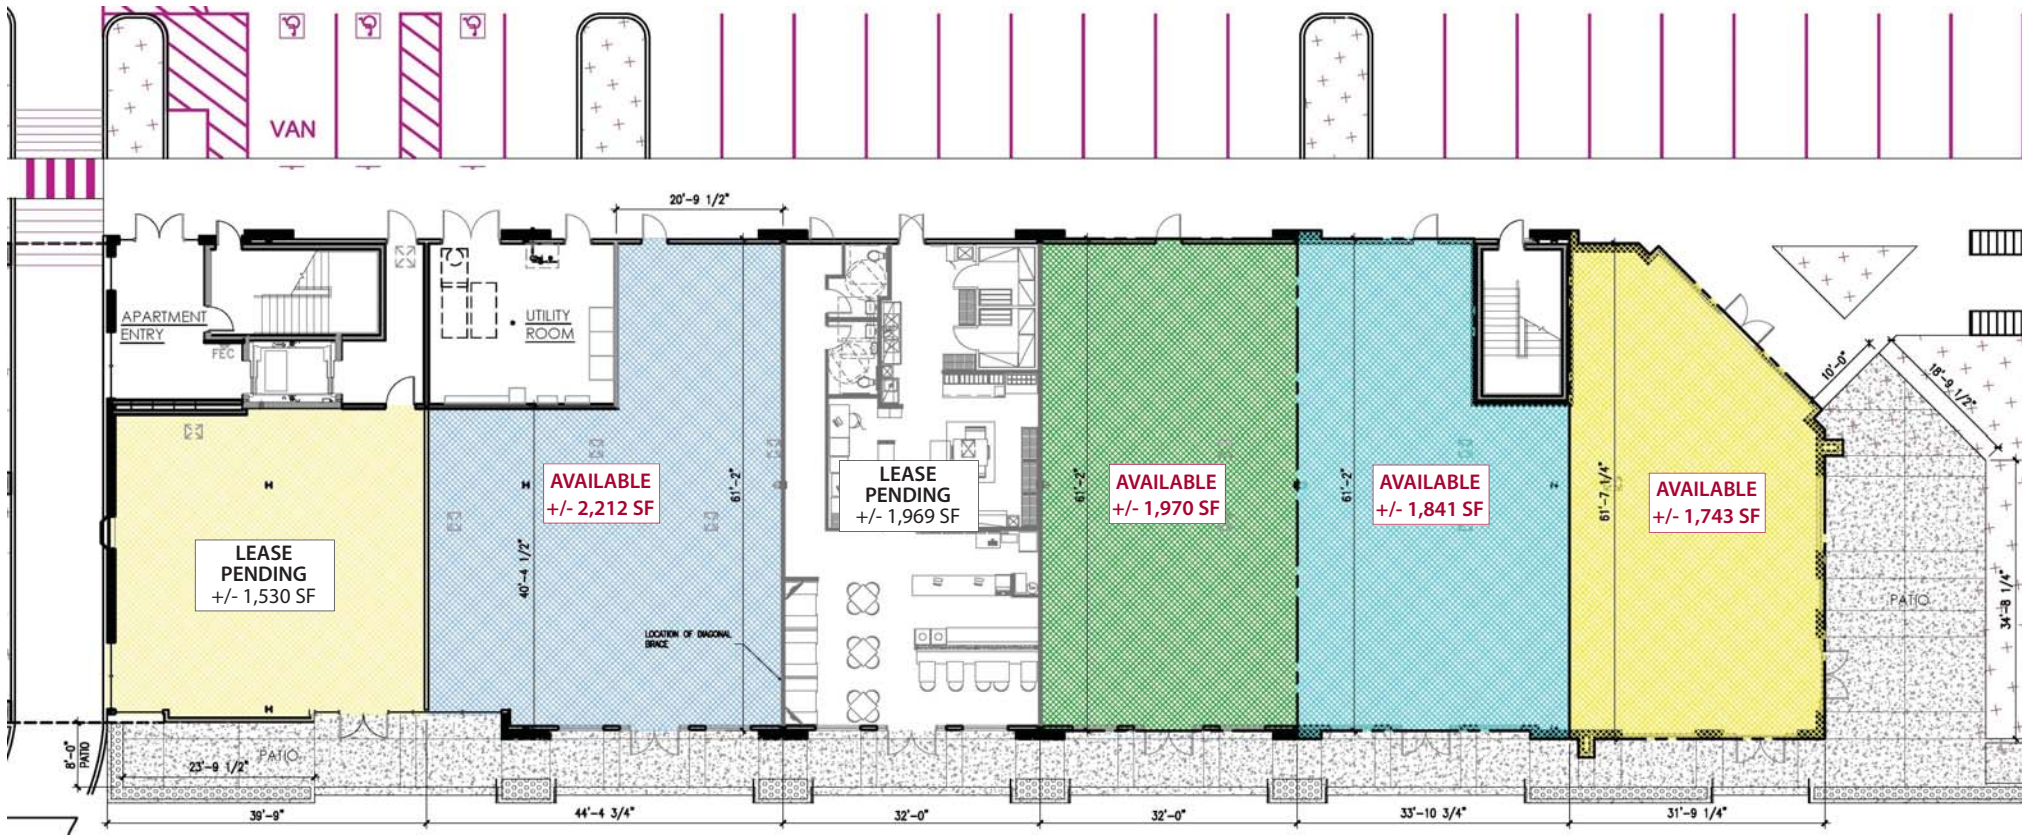 VAN
20'-9 1/2"
APARTMENT
ENTRY
FEC
UTILITY
ROOM
10'-0"
18'-9 1/2"
AVAILABLE
+/- 2,212 SF
61'-2"
LEASE
PENDING
+/- 1,969 SF
61'-2"
AVAILABLE
+/- 1,970 SF
61'-2"
AVAILABLE
+/- 1,841 SF
61'-7 1/4"
AVAILABLE
+/- 1,743 SF
LEASE
PENDING
+/- 1,530 SF
40'-4 1/2"
H
H
H
LOCATION OF DIAGONAL
BRACE
PATIO
34'-8 1/4"
8'-0"
PATIO
PATIO
23'-9 1/2"
39'-9"
44'-4 3/4"
32'-0"
32'-0"
33'-10 3/4"
31'-9 1/4"